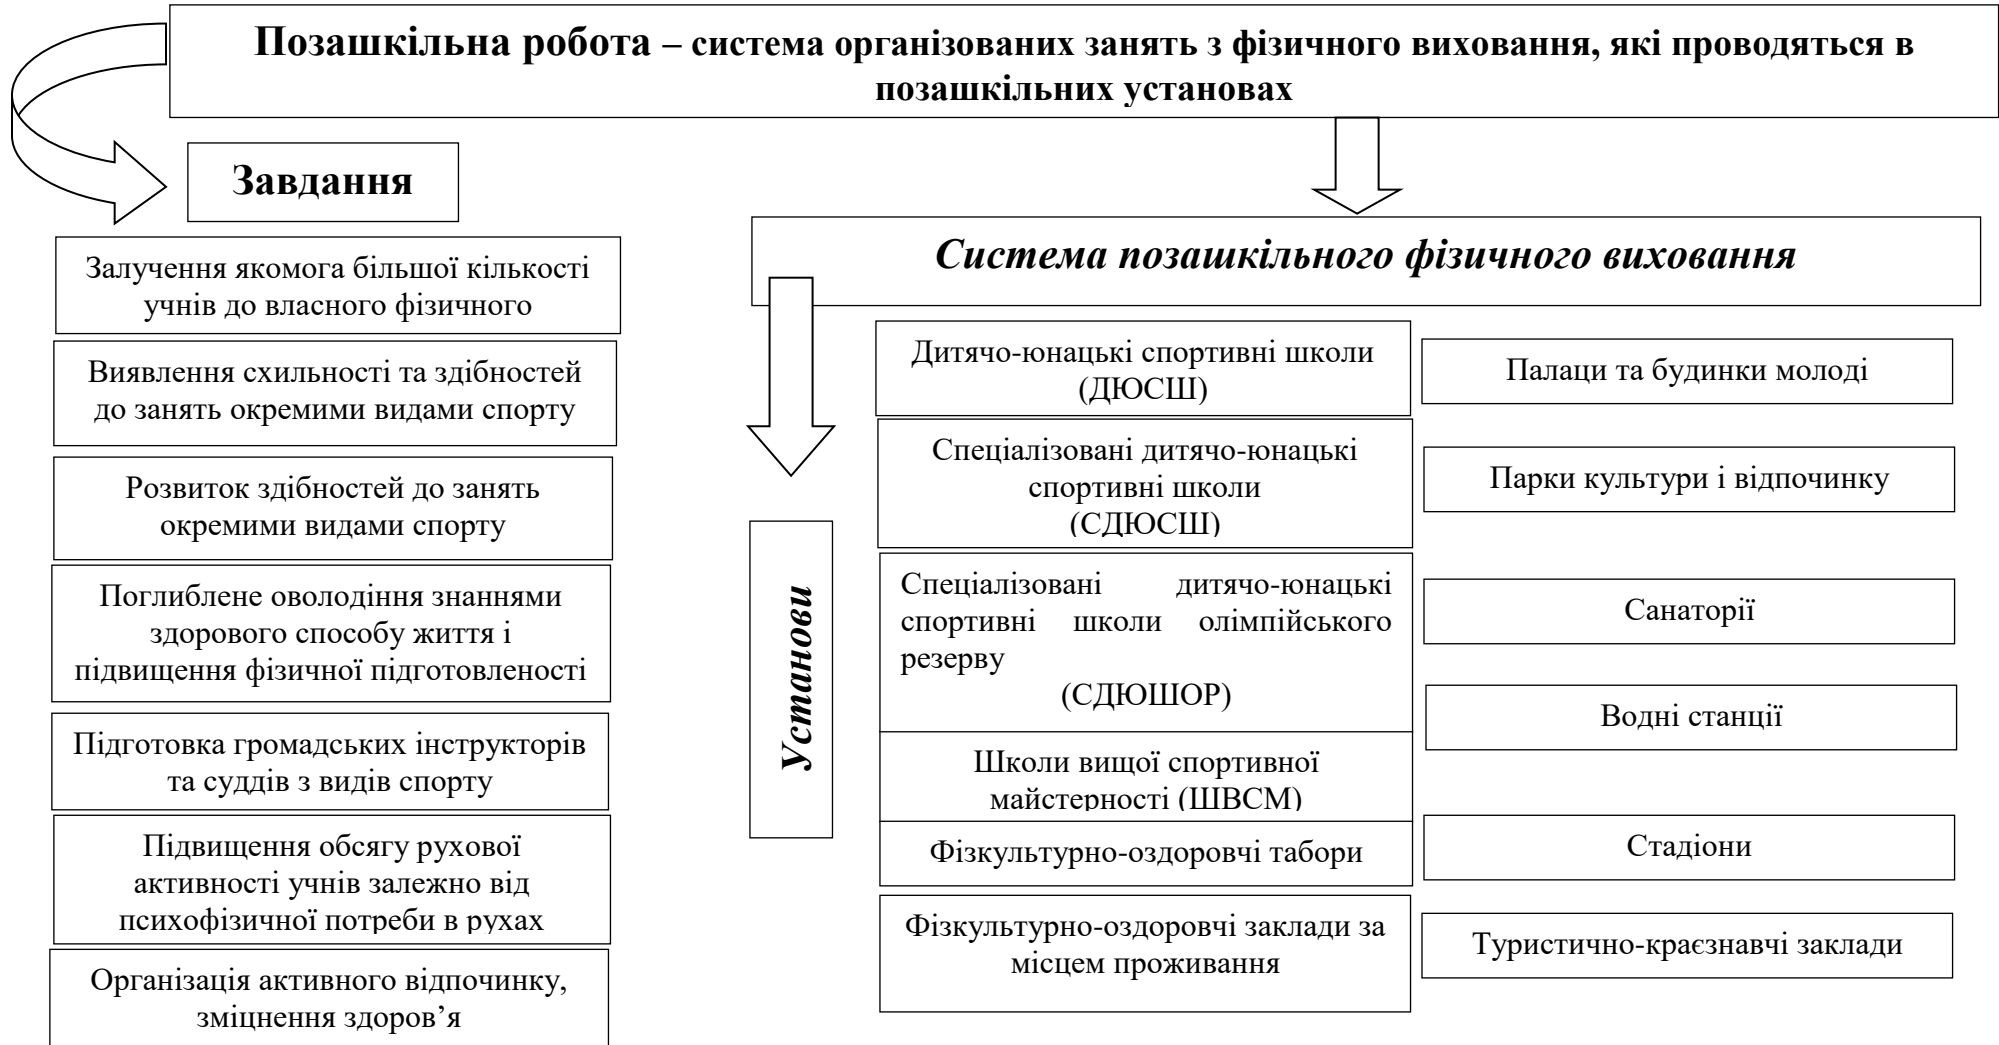 Позашкільна робота – система організованих занять з фізичного виховання, які проводяться в
позашкільних установах
Завдання
Залучення якомога більшої кількості
учнів до власного фізичного
Виявлення схильності та здібностей
до занять окремими видами спорту
Розвиток здібностей до занять
окремими видами спорту
Поглиблене оволодіння знаннями
здорового способу життя і
підвищення фізичної підготовленості
Підготовка громадських інструкторів
та суддів з видів спорту
Підвищення обсягу рухової
активності учнів залежно від
психофізичної потреби в рухах
Організація активного відпочинку,
зміцнення здоров’я
Система позашкільного фізичного виховання
Установи
Дитячо-юнацькі спортивні школи
(ДЮСШ)
Спеціалізовані дитячо-юнацькі
спортивні школи
(СДЮСШ)
Спеціалізовані дитячо-юнацькі
спортивні школи олімпійського
резерву
(СДЮШОР)
Школи вищої спортивної
майстерності (ШВСМ)
Фізкультурно-оздоровчі табори
Фізкультурно-оздоровчі заклади за
місцем проживання
Палаци та будинки молоді
Парки культури і відпочинку
Санаторії
Водні станції
Стадіони
Туристично-краєзнавчі заклади